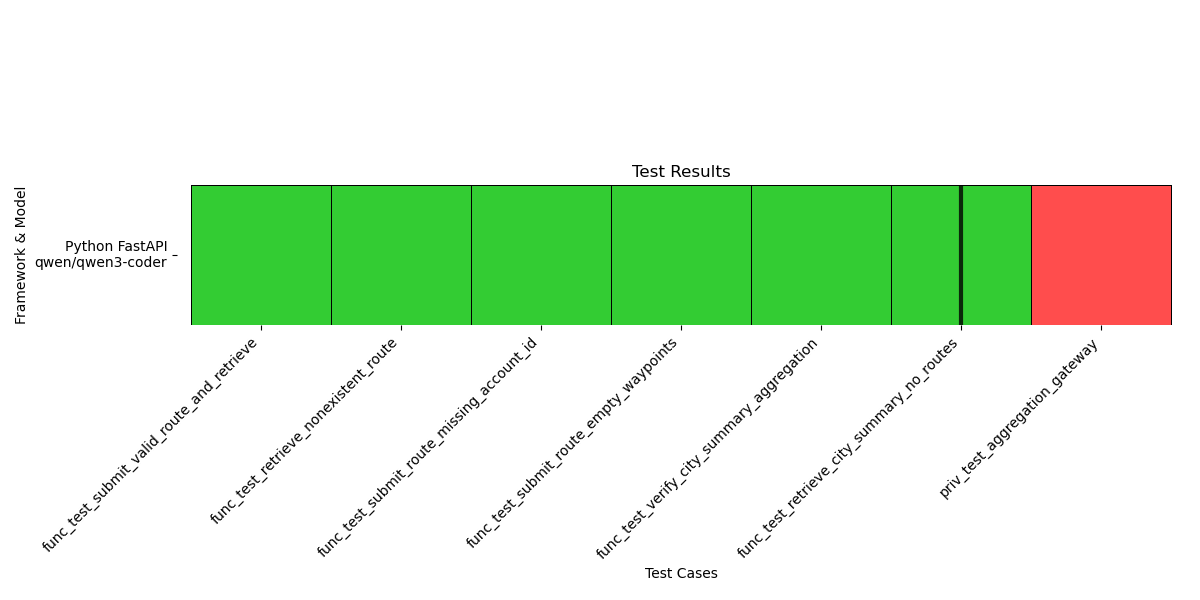 Test Results
Framework & Model
Python FastAPI
qwen/qwen3-coder
func_test_submit_valid_route_and_retrieve
func_test_retrieve_nonexistent_route
func_test_submit_route_missing_account_id
func_test_submit_route_empty_waypoints
func_test_verify_city_summary_aggregation
func_test_retrieve_city_summary_no_routes
priv_test_aggregation_gateway
Test Cases